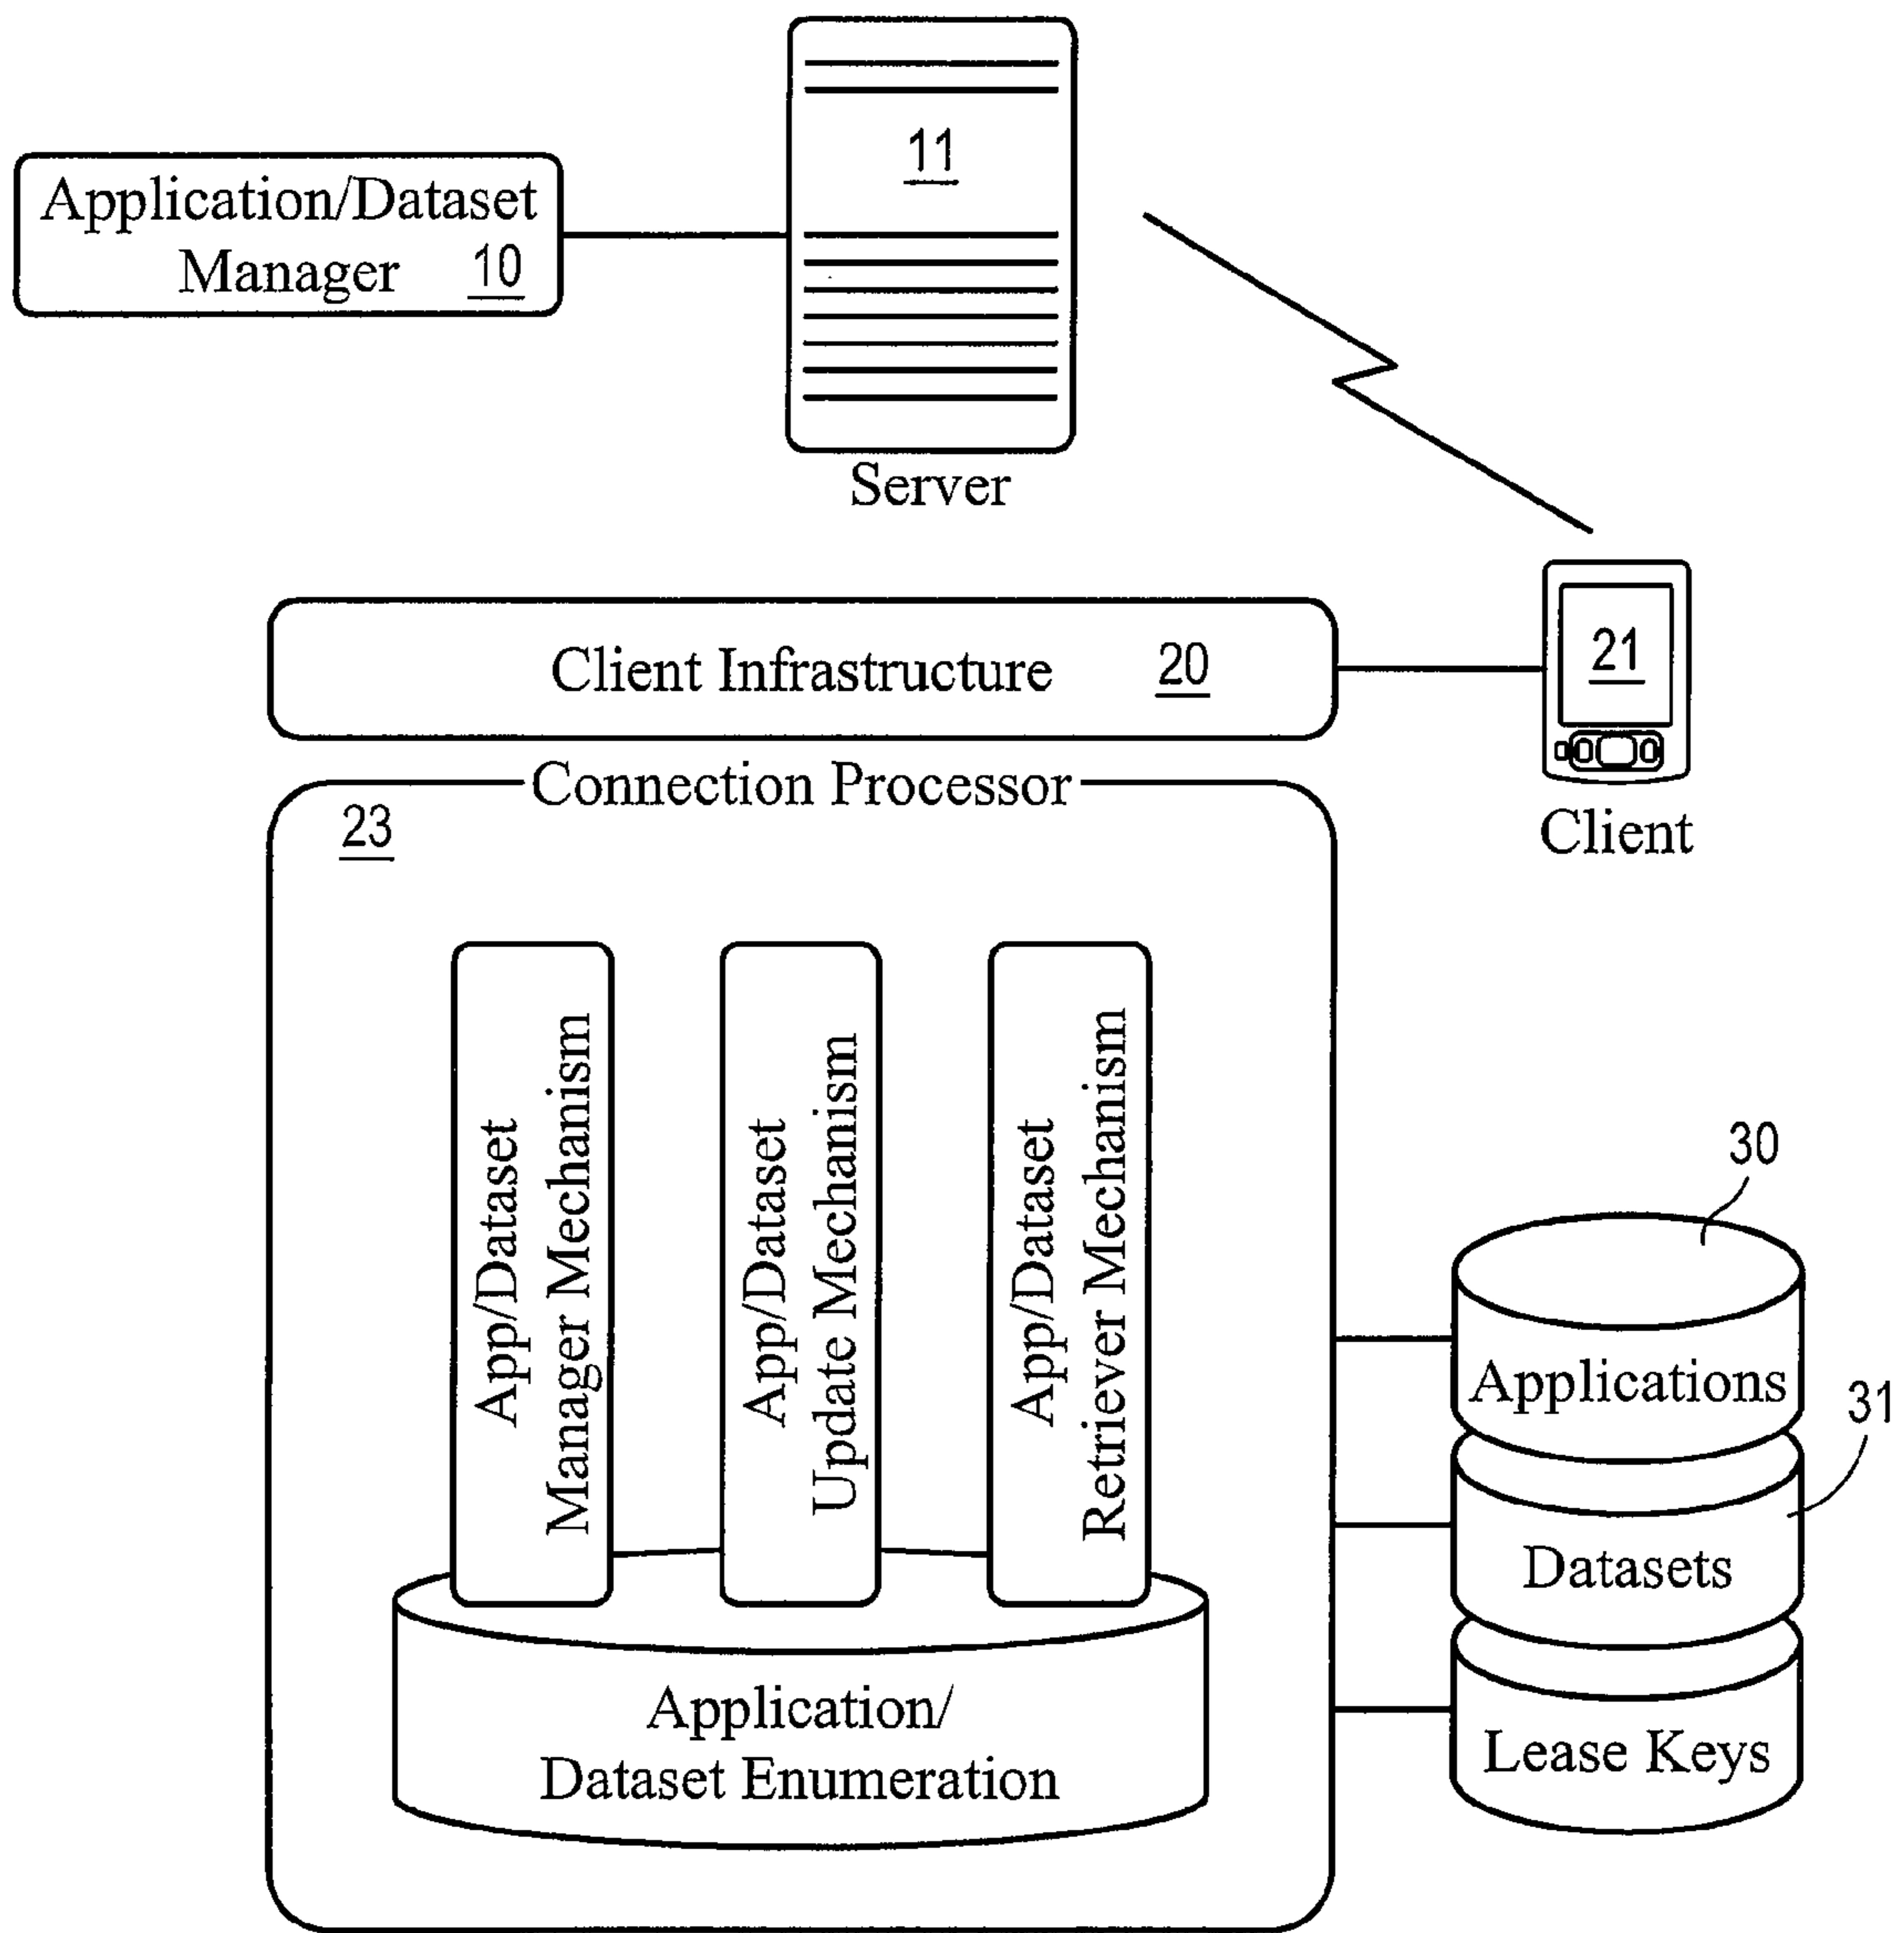 11
Application/Dataset
Manager 10
Server
Client Infrastructure 20
21
Client
Connection Processor
23
App/Dataset
Manager Mechanism
App/Dataset
Update Mechanism
App/Dataset
Retriever Mechanism
30
Applications
31
Datasets
Lease Keys
Application/
Dataset Enumeration